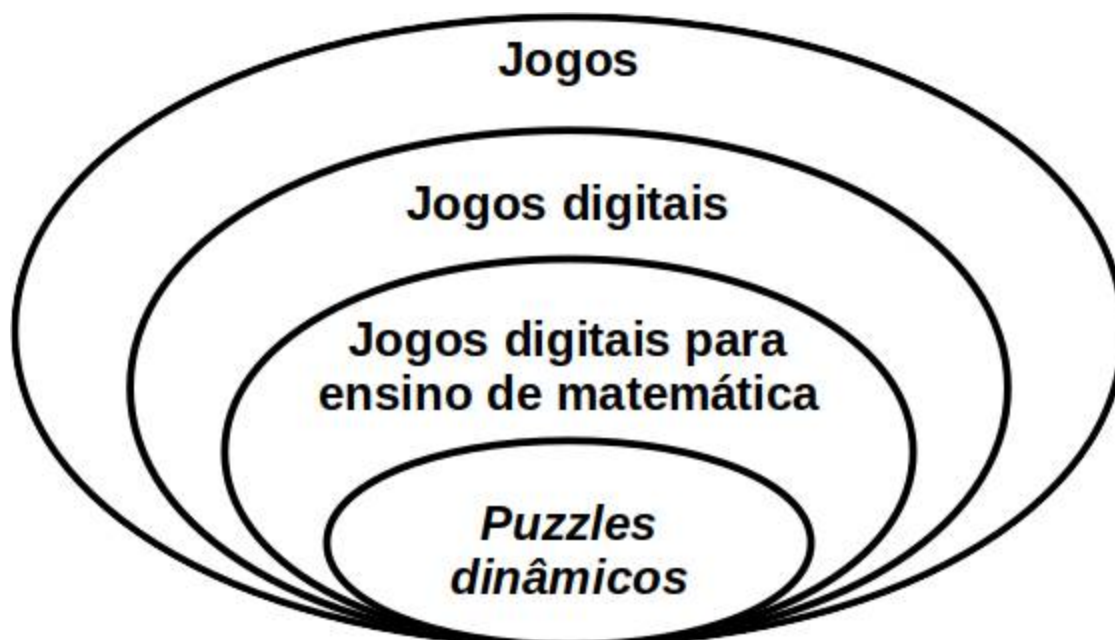 Jogos
Jogos digitais
Jogos digitais para
ensino de matemática
Puzzles
dinâmicos